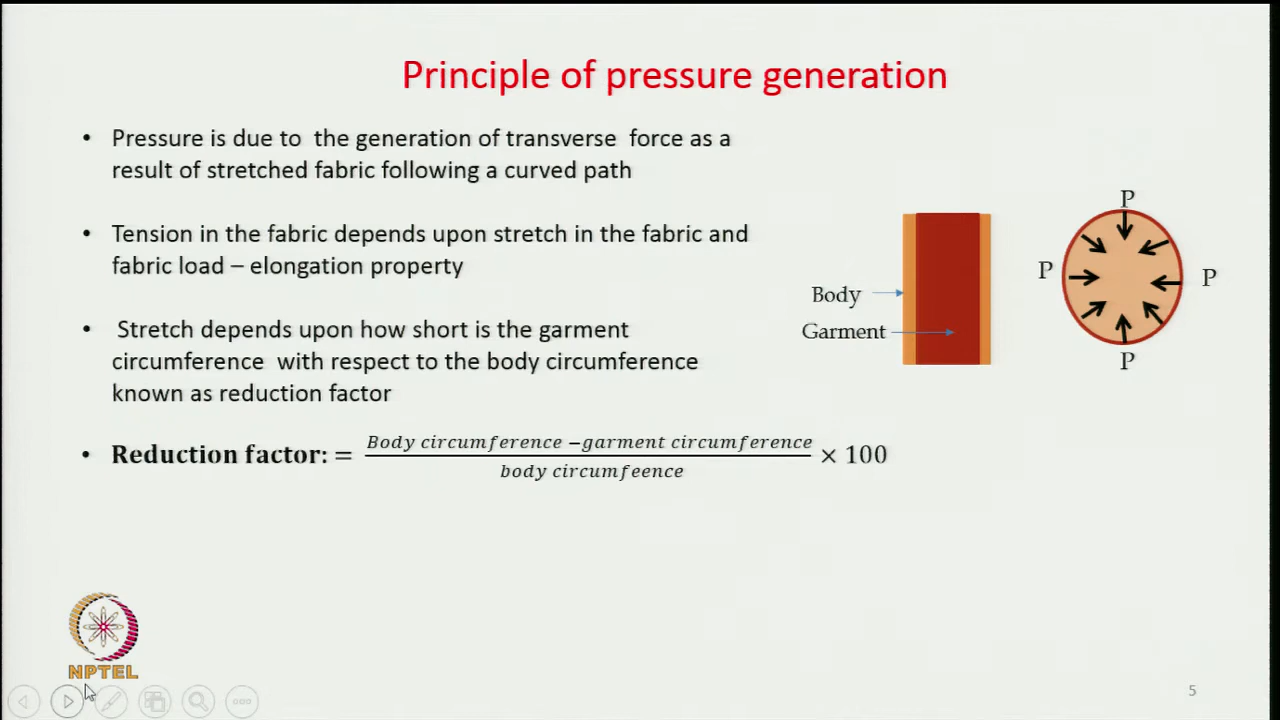 Principle of pressure generation
• Pressure is due to the generation of transverse force as a
result of stretched fabric following a curved path
• Tension in the fabric depends upon stretch in the fabric and
fabric load – elongation property
• Stretch depends upon how short is the garment
circumference with respect to the body circumference
known as reduction factor
• Reduction factor: = Body circumference −garment circumference / body circumfeence × 100
P
P
P
P
Body
Garment
NPTEL
5